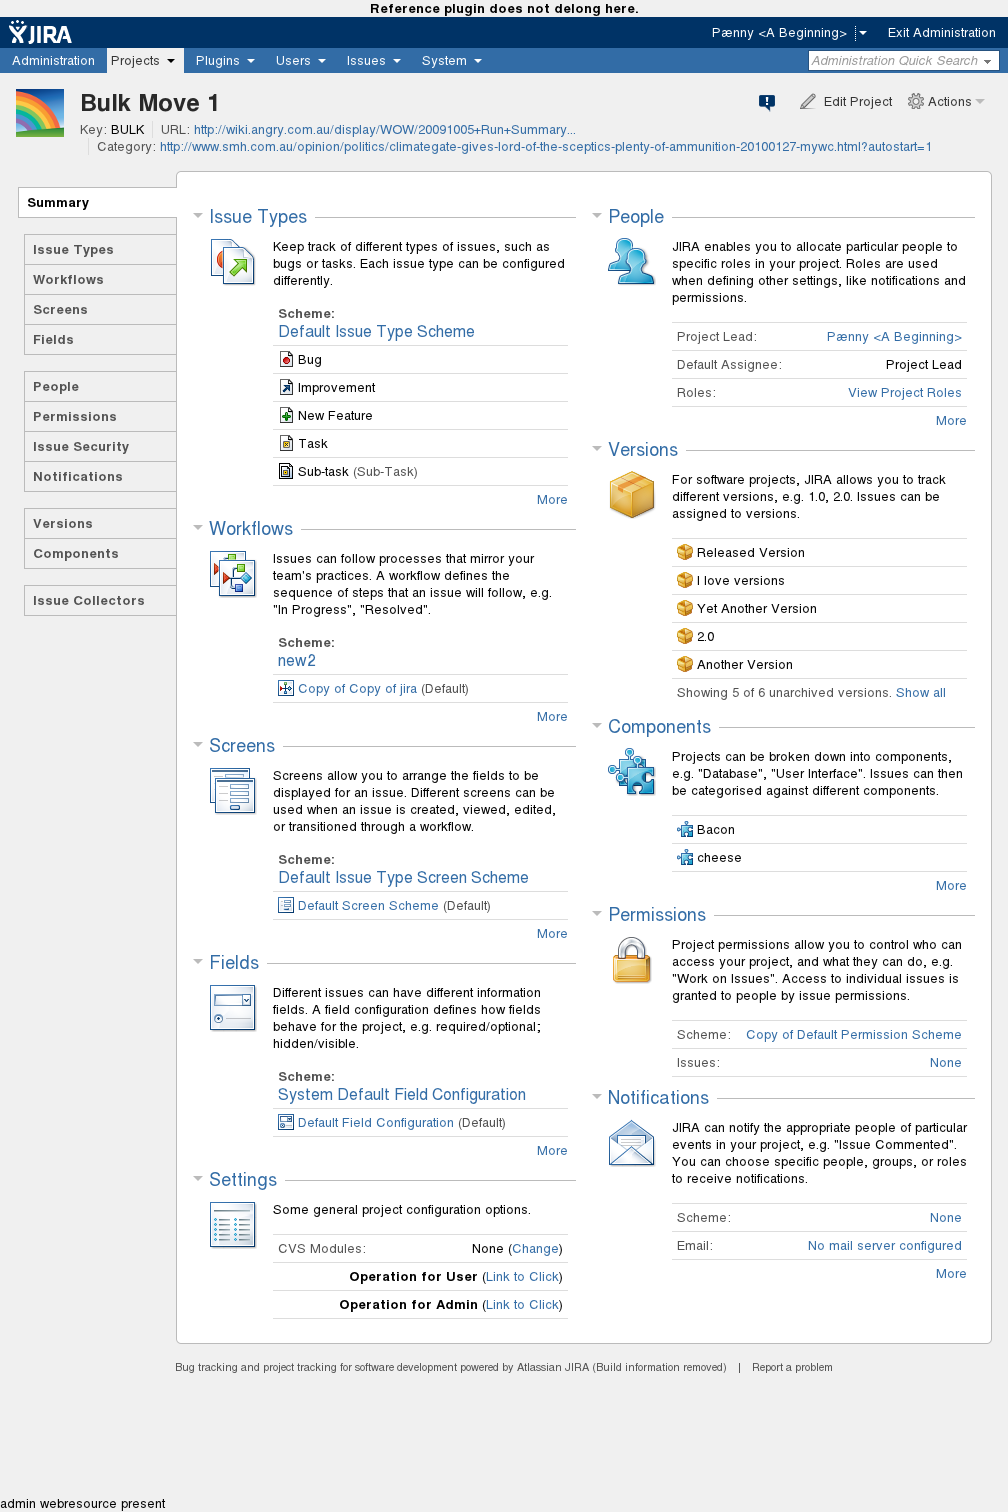 Reference plugin does not delong here.
JIRA
Pænny <A Beginning>
Exit Administration
Administration Projects Plugins Users Issues System
Administration Quick Search
Bulk Move 1
Edit Project
Actions
Key: BULK URL: http://wiki.angry.com.au/display/WOW/20091005+Run+Summary...
Category: http://www.smh.com.au/opinion/politics/climategate-gives-lord-of-the-sceptics-plenty-of-ammunition-20100127-mywc.html?autostart=1
Summary
Issue Types
Workflows
Screens
Fields
People
Permissions
Issue Security
Notifications
Versions
Components
Issue Collectors
Issue Types
Keep track of different types of issues, such as
bugs or tasks. Each issue type can be configured
differently.
Scheme:
Default Issue Type Scheme
Bug
Improvement
New Feature
Task
Sub-task (Sub-Task)
More
Workflows
Issues can follow processes that mirror your
team's practices. A workflow defines the
sequence of steps that an issue will follow, e.g.
"In Progress", "Resolved".
Scheme:
new2
Copy of Copy of jira (Default)
More
Screens
Screens allow you to arrange the fields to be
displayed for an issue. Different screens can be
used when an issue is created, viewed, edited,
or transitioned through a workflow.
Scheme:
Default Issue Type Screen Scheme
Default Screen Scheme (Default)
More
Fields
Different issues can have different information
fields. A field configuration defines how fields
behave for the project, e.g. required/optional;
hidden/visible.
Scheme:
System Default Field Configuration
Default Field Configuration (Default)
More
Settings
Some general project configuration options.
CVS Modules: None (Change)
Operation for User (Link to Click)
Operation for Admin (Link to Click)
People
JIRA enables you to allocate particular people to
specific roles in your project. Roles are used
when defining other settings, like notifications and
permissions.
Project Lead: Pænny <A Beginning>
Default Assignee: Project Lead
Roles: View Project Roles
More
Versions
For software projects, JIRA allows you to track
different versions, e.g. 1.0, 2.0. Issues can be
assigned to versions.
Released Version
I love versions
Yet Another Version
2.0
Another Version
Showing 5 of 6 unarchived versions. Show all
Components
Projects can be broken down into components,
e.g. "Database", "User Interface". Issues can then
be categorised against different components.
Bacon
cheese
More
Permissions
Project permissions allow you to control who can
access your project, and what they can do, e.g.
"Work on Issues". Access to individual issues is
granted to people by issue permissions.
Scheme: Copy of Default Permission Scheme
Issues: None
Notifications
JIRA can notify the appropriate people of particular
events in your project, e.g. "Issue Commented".
You can choose specific people, groups, or roles
to receive notifications.
Scheme: None
Email: No mail server configured
More
Bug tracking and project tracking for software development powered by Atlassian JIRA (Build information removed) | Report a problem
admin webresource present